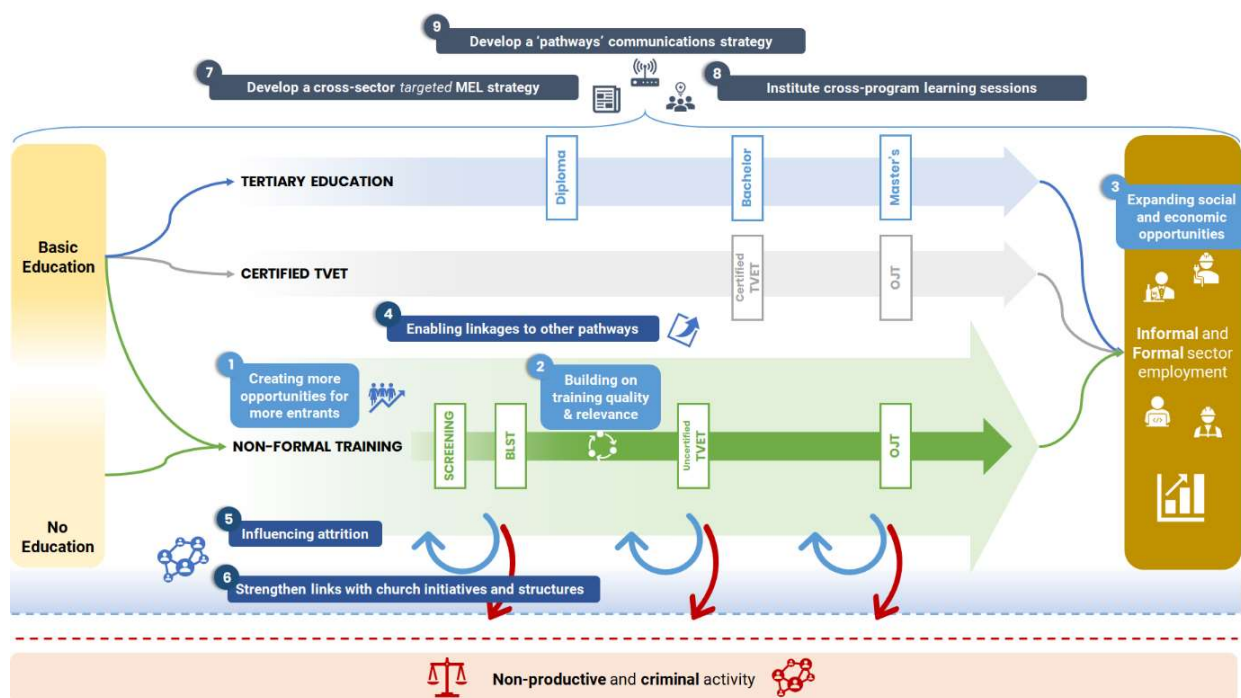 9
Develop a 'pathways' communications strategy
7
Develop a cross-sector targeted MEL strategy
8
Institute cross-program learning sessions
Basic
Education
No
Education
TERTIARY EDUCATION
Diploma
Bachelor
Master's
CERTIFIED TVET
Certified
TVET
OJT
4
Enabling linkages to other pathways
1
Creating more
opportunities for
more entrants
2
Building on
training quality
& relevance
NON-FORMAL TRAINING
SCREENING
BLST
Uncertified
TVET
OJT
5
Influencing attrition
6
Strengthen links with church initiatives and structures
3
Expanding social
and economic
opportunities
Informal and
Formal sector
employment
Non-productive and criminal activity